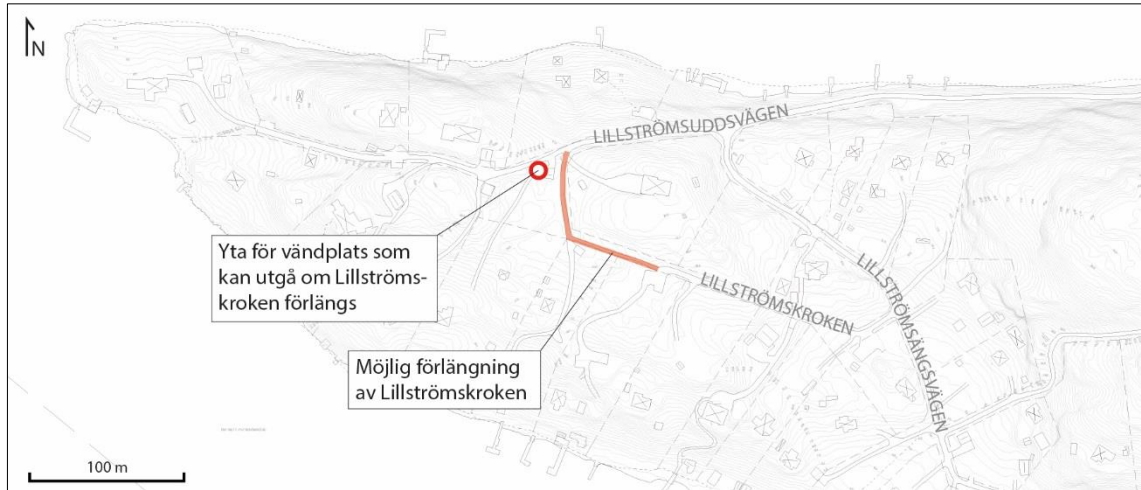 N
LILLSTRÖMSUDDSVÄGEN
Yta för vändplats som
kan utgå om Lillströms-
kroken förlängs
LILLSTRÖMSKROKEN
LILLSTRÖMSÄNGSVÄGEN
Möjlig förlängning
av Lillströmskroken
100 m